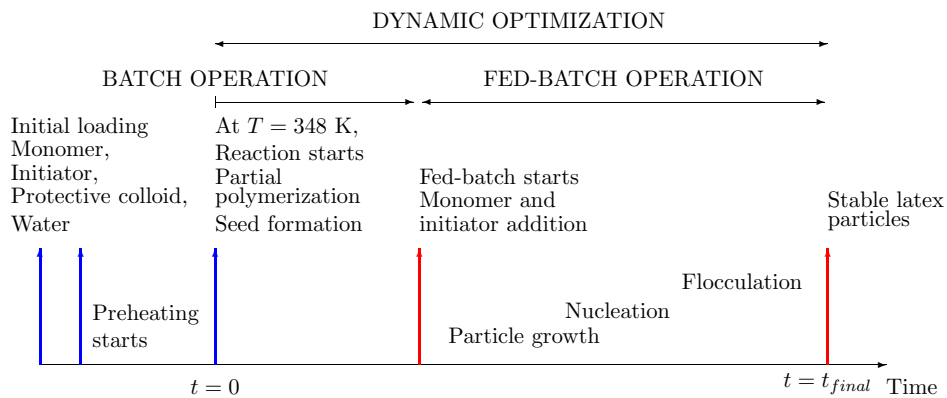 DYNAMIC OPTIMIZATION
BATCH OPERATION
FED-BATCH OPERATION
Initial loading
Monomer,
Initiator,
Protective colloid,
Water
At T = 348 K,
Reaction starts
Partial
polymerization
Seed formation
Fed-batch starts
Monomer and
initiator addition
Stable latex
particles
Preheating
starts
Particle growth
Nucleation
Flocculation
t = 0
t = t_{final}
Time